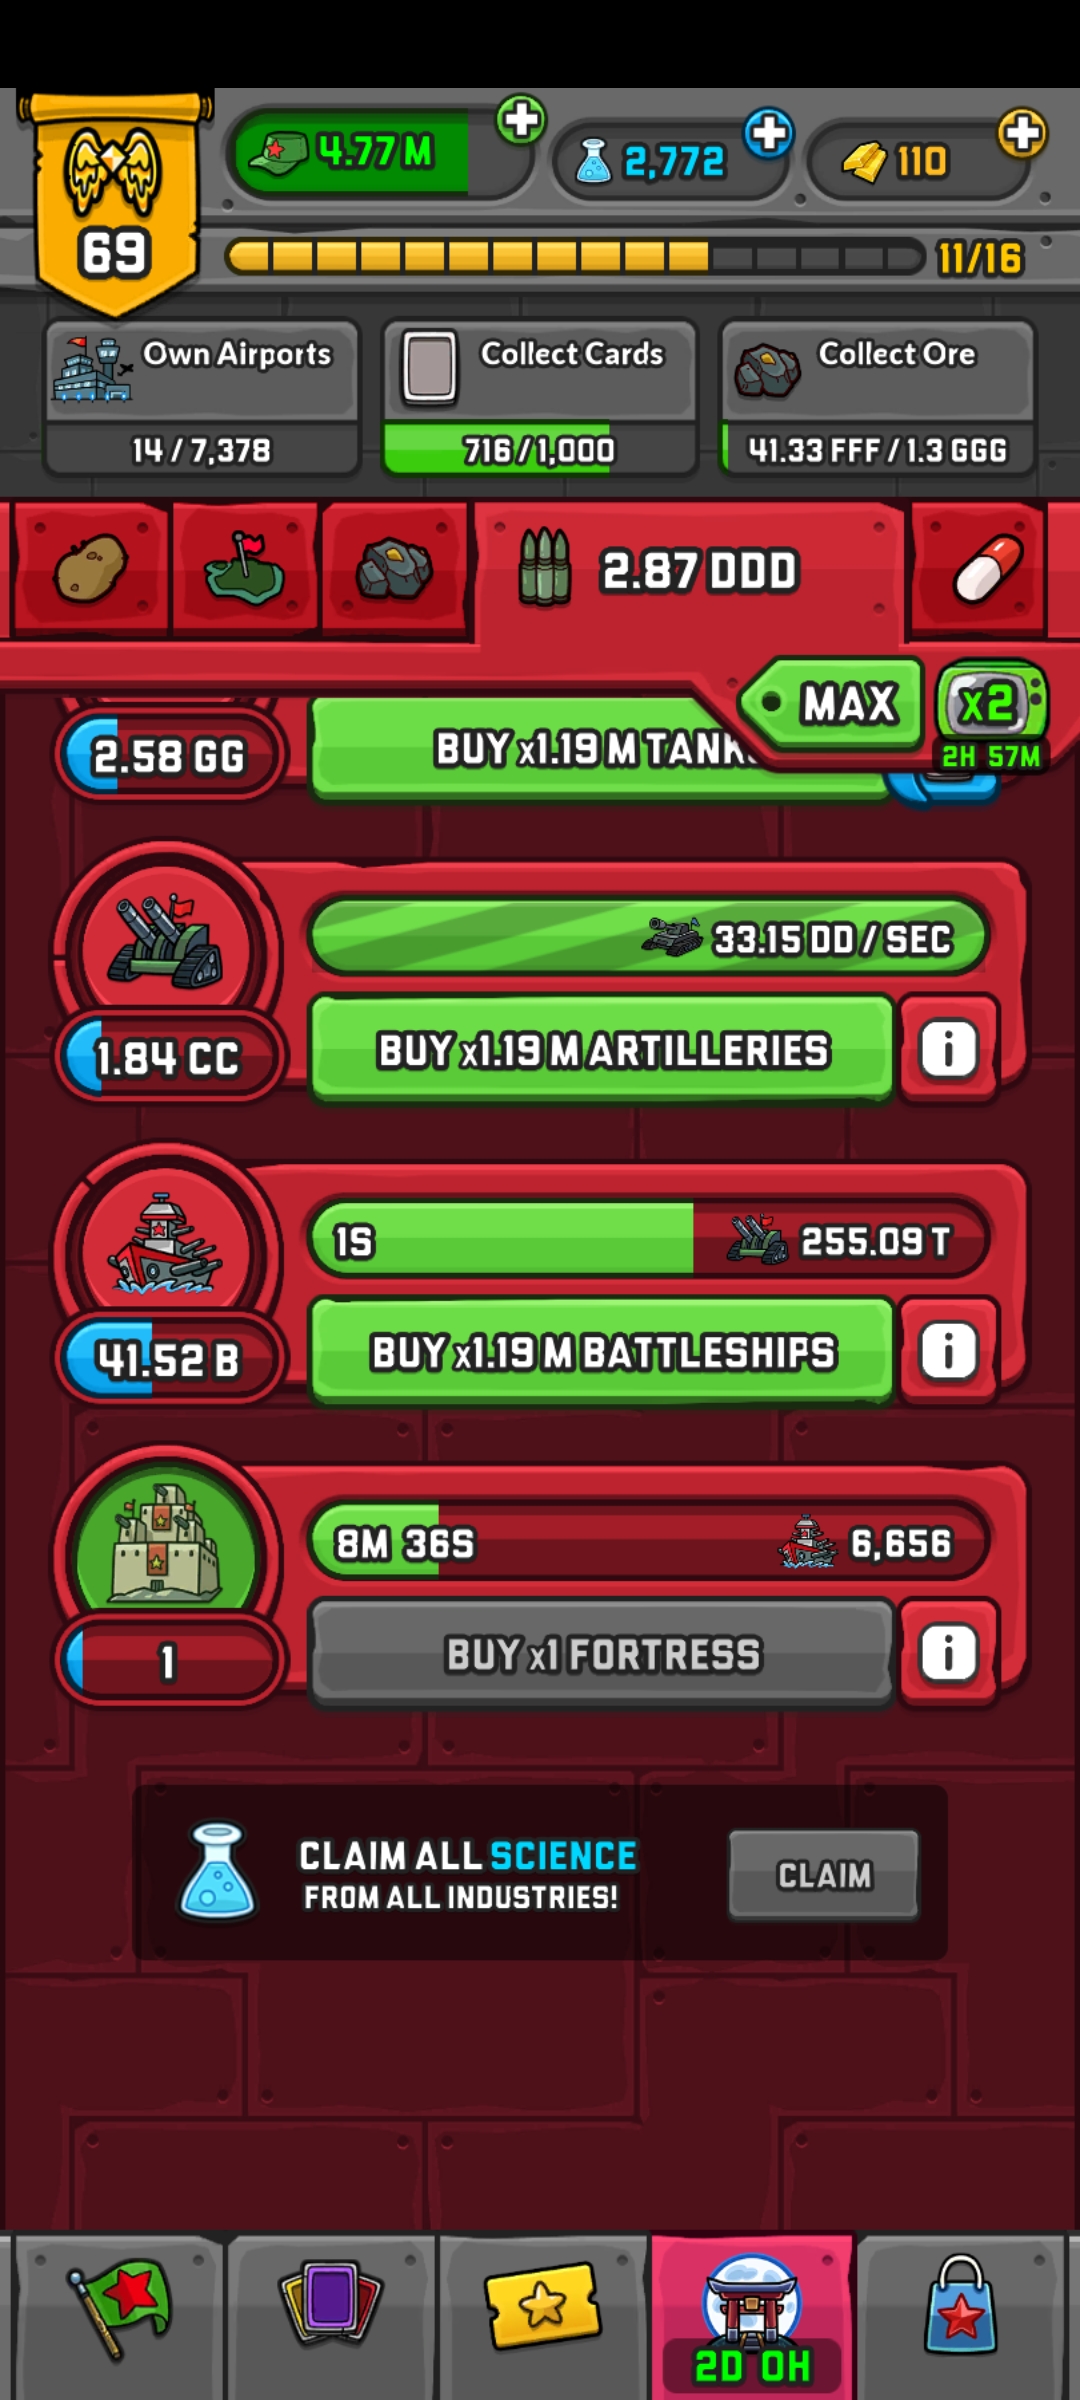 69
4.77 M
2,772
110
11/16
Own Airports
14 / 7,378
Collect Cards
716 / 1,000
Collect Ore
41.33 FFF / 1.3 GGG
2.87 DDD
MAX
x2
2H 57M
2.58 GG
BUY x1.19 M TANK
33.15 DD / SEC
1.84 CC
BUY x1.19 M ARTILLERIES
i
1S
255.09 T
41.52 B
BUY x1.19 M BATTLESHIPS
i
8M 36S
6,656
1
BUY x1 FORTRESS
i
CLAIM ALL SCIENCE
FROM ALL INDUSTRIES!
CLAIM
2D 0H